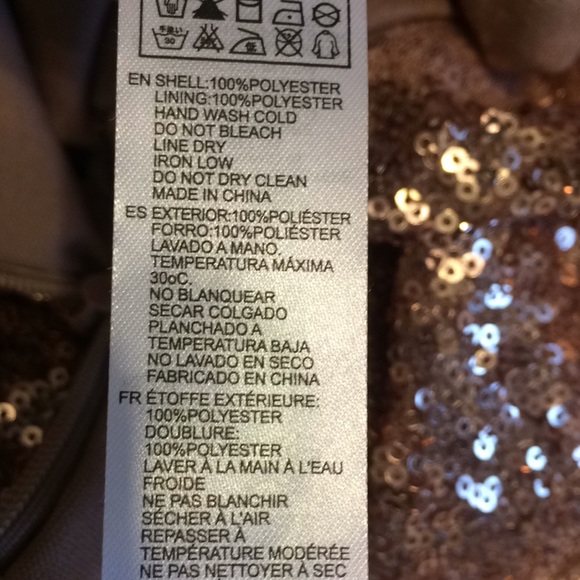 EN SHELL:100%POLYESTER
LINING:100%POLYESTER
HAND WASH COLD
DO NOT BLEACH
LINE DRY
IRON LOW
DO NOT DRY CLEAN
MADE IN CHINA
ES EXTERIOR:100%POLIÉSTER
FORRO:100%POLIÉSTER
LAVADO A MANO.
TEMPERATURA MÁXIMA
30oC.
NO BLANQUEAR
SECAR COLGADO
PLANCHADO A
TEMPERATURA BAJA
NO LAVADO EN SECO
FABRICADO EN CHINA
FR ÉTOFFE EXTÉRIEURE:
100%POLYESTER
DOUBLURE:
100%POLYESTER
LAVER À LA MAIN À L'EAU
FROIDE
NE PAS BLANCHIR
SÉCHER À L'AIR
REPASSER À
TEMPÉRATURE MODÉRÉE
NE PAS NETTOYER À SEC